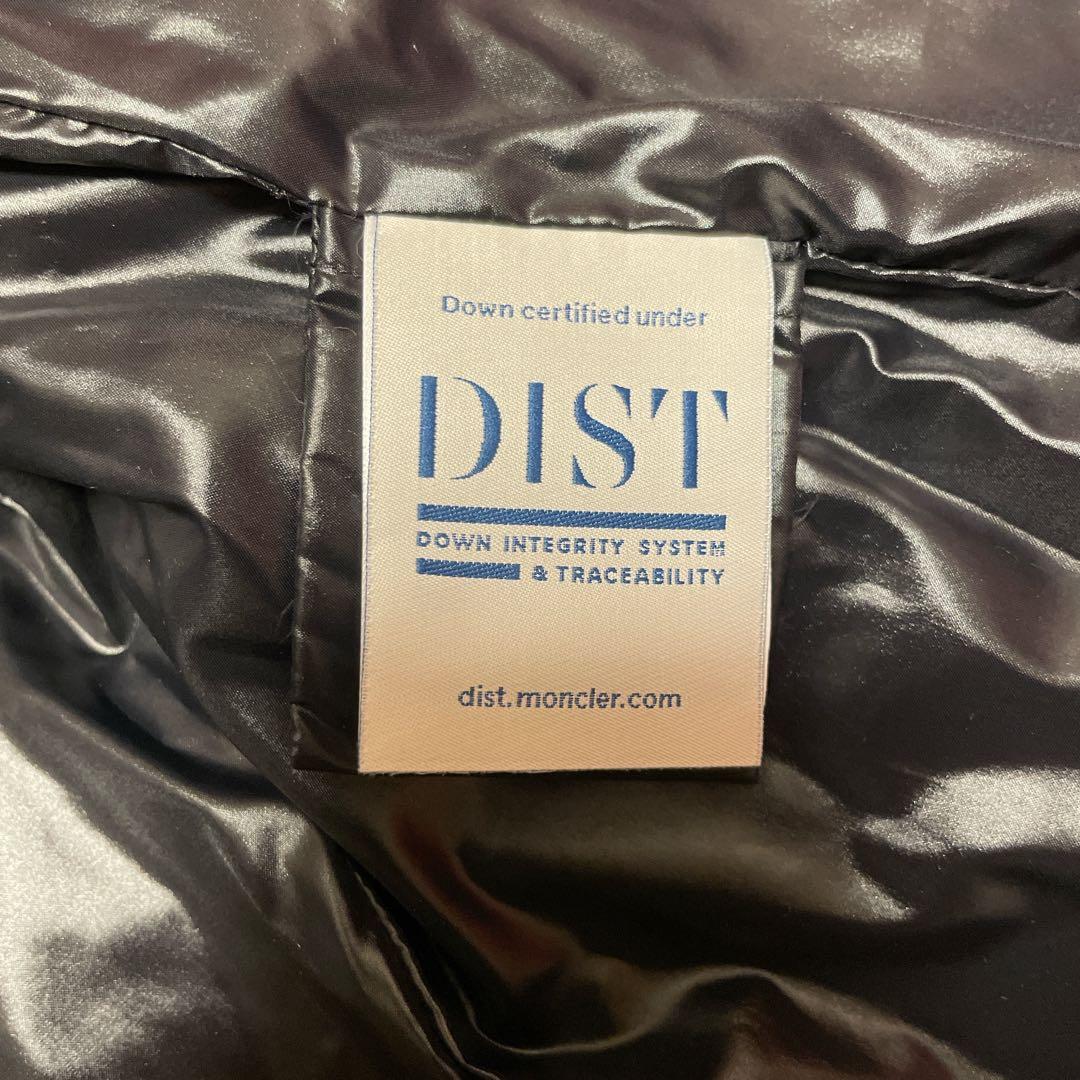 Down certified under
DIST
DOWN INTEGRITY SYSTEM
& TRACEABILITY
dist.moncler.com